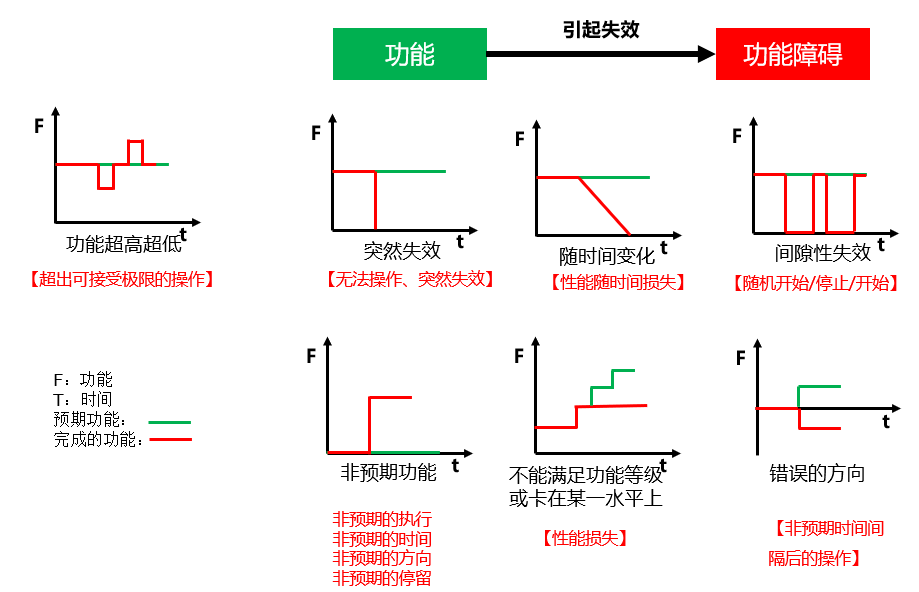 引起失效
功能
功能障碍
F
t
功能超高超低
【超出可接受极限的操作】
F
t
突然失效
【无法操作、突然失效】
F
t
随时间变化
【性能随时间损失】
F
t
间隙性失效
【随机开始/停止/开始】
F：功能
T：时间
预期功能：
完成的功能：
F
t
非预期功能
非预期的执行
非预期的时间
非预期的方向
非预期的停留
F
t
不能满足功能等级
或卡在某一水平上
【性能损失】
F
t
错误的方向
【非预期时间间
隔后的操作】